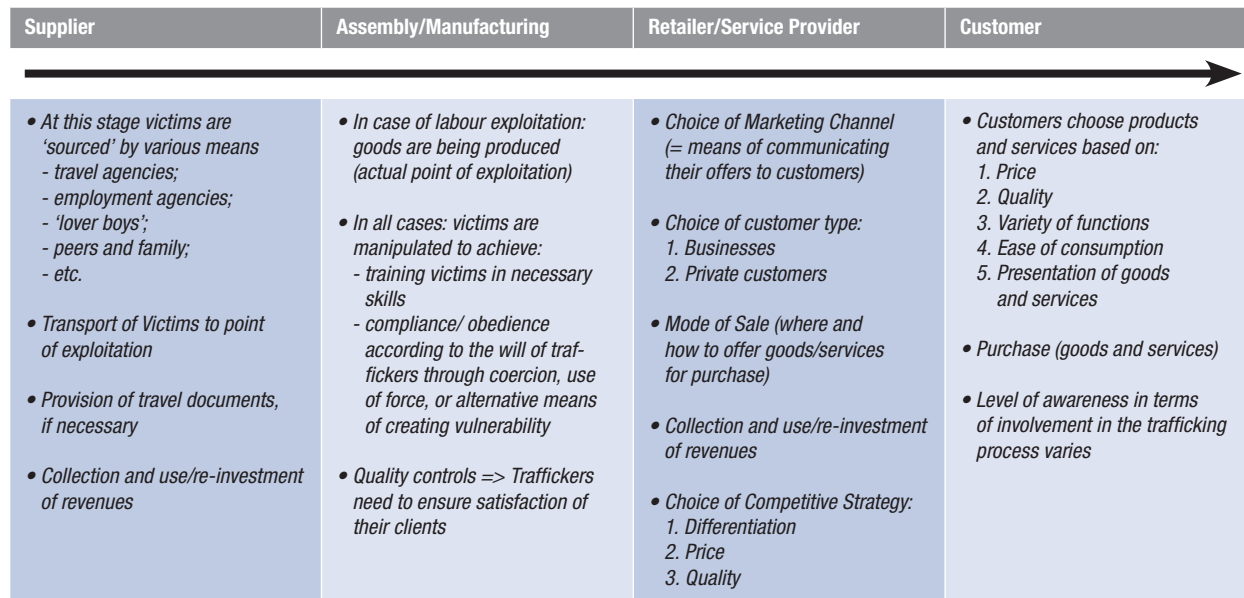 Supplier
Assembly/Manufacturing
Retailer/Service Provider
Customer
• At this stage victims are
‘sourced’ by various means
- travel agencies;
- employment agencies;
- ‘lover boys’;
- peers and family;
- etc.
• Transport of Victims to point
of exploitation
• Provision of travel documents,
if necessary
• Collection and use/re-investment
of revenues
• In case of labour exploitation:
goods are being produced
(actual point of exploitation)
• In all cases: victims are
manipulated to achieve:
- training victims in necessary
skills
- compliance/ obedience
according to the will of traf-
fickers through coercion, use
of force, or alternative means
of creating vulnerability
• Quality controls => Traffickers
need to ensure satisfaction of
their clients
• Choice of Marketing Channel
(= means of communicating
their offers to customers)
• Choice of customer type:
1. Businesses
2. Private customers
• Mode of Sale (where and
how to offer goods/services
for purchase)
• Collection and use/re-investment
of revenues
• Choice of Competitive Strategy:
1. Differentiation
2. Price
3. Quality
• Customers choose products
and services based on:
1. Price
2. Quality
3. Variety of functions
4. Ease of consumption
5. Presentation of goods
and services
• Purchase (goods and services)
• Level of awareness in terms
of involvement in the trafficking
process varies